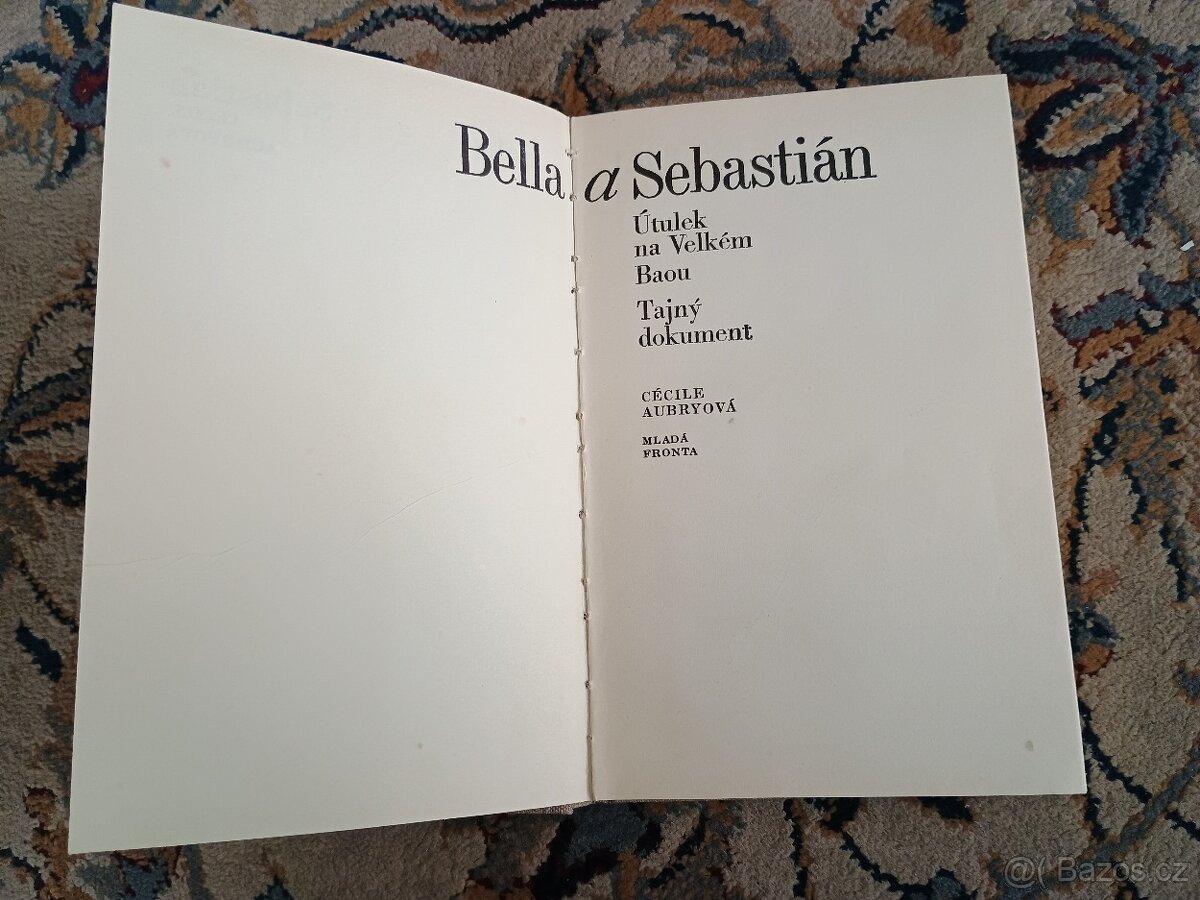 Bella a Sebastián
Útulek
na Velkém
Baou
Tajný
dokument
CÉCILE
AUBRYOVÁ
MLADÁ
FRONTA
@( Bazos.cz